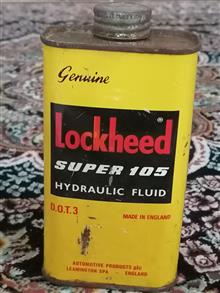 Genuine
Lockheed®
SUPER 105
HYDRAULIC FLUID
D.O.T.3
MADE IN ENGLAND
AUTOMOTIVE PRODUCTS plc
LEAMINGTON SPA ENGLAND